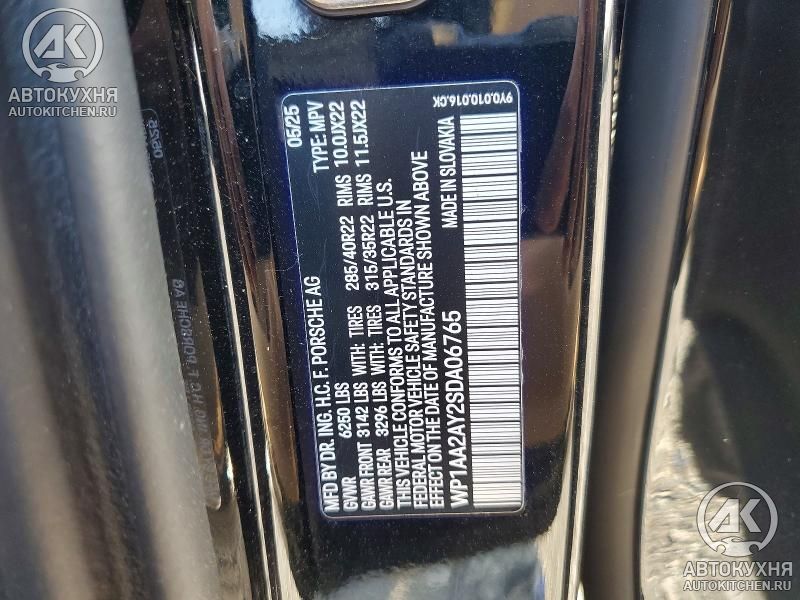 АВТОКУХНЯ
AUTOKITCHEN.RU
MFD BY DR. ING. H.C. F. PORSCHE AG 05/25
GVWR 6250 LBS TYPE: MPV
GAWR FRONT 3142 LBS WITH: TIRES 285/40R22 RIMS 10.0JX22
GAWR REAR 3296 LBS WITH: TIRES 315/35R22 RIMS 11.5JX22
THIS VEHICLE CONFORMS TO ALL APPLICABLE U.S.
FEDERAL MOTOR VEHICLE SAFETY STANDARDS IN
EFFECT ON THE DATE OF MANUFACTURE SHOWN ABOVE
WP1AA2AY2SDA06765 MADE IN SLOVAKIA
9Y0.010.016.CK
АВТОКУХНЯ
AUTOKITCHEN.RU